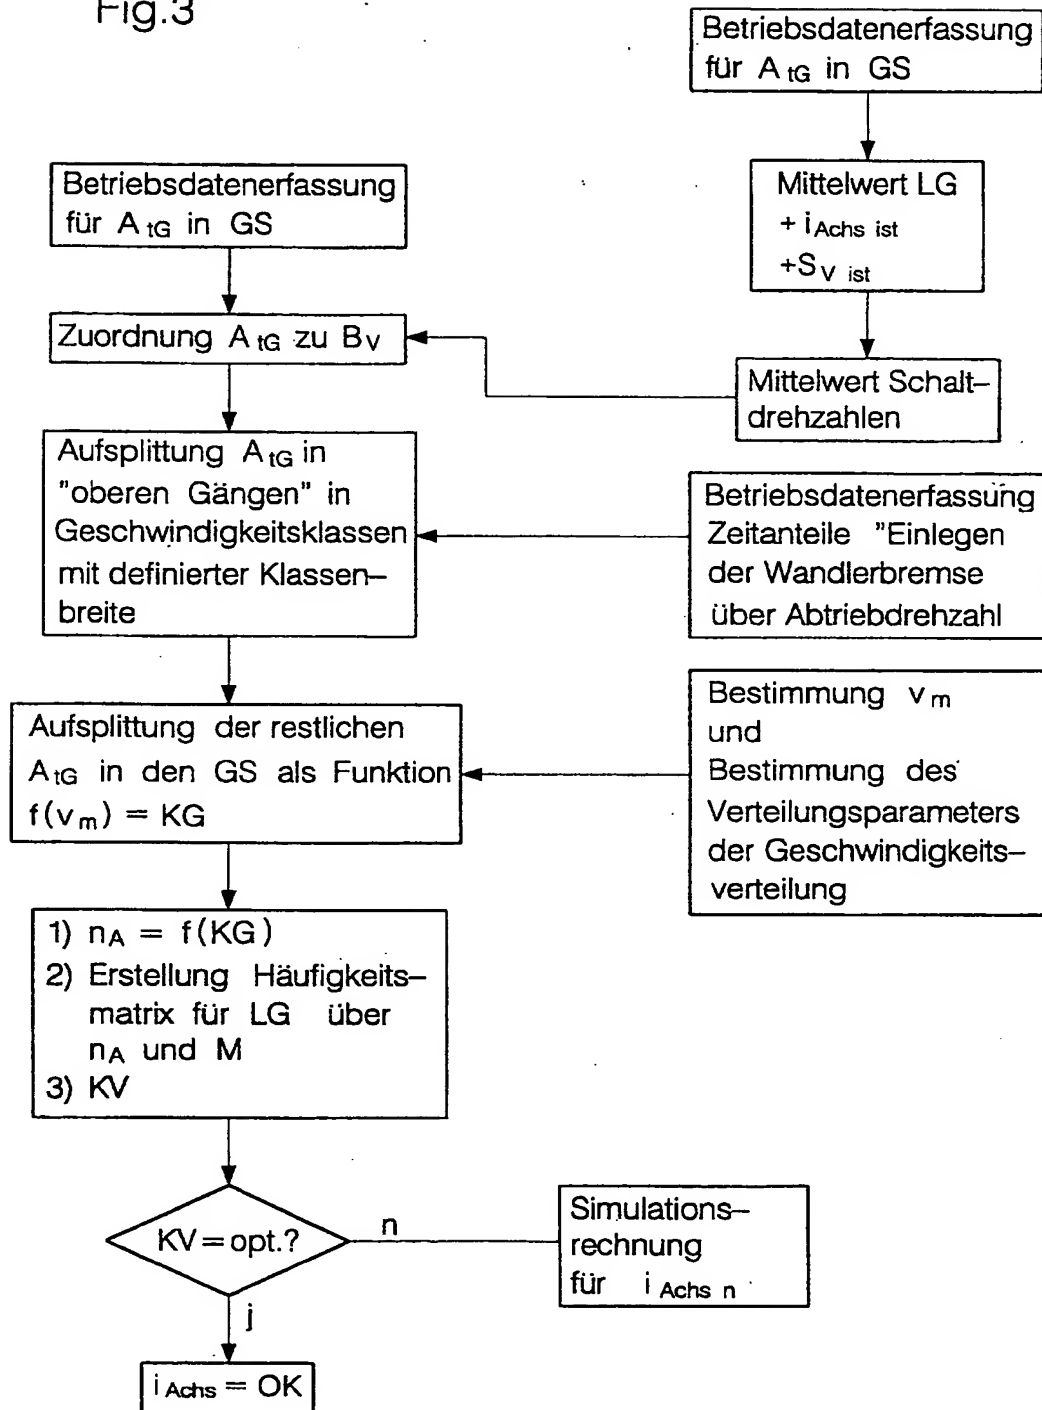 Fig.3
Betriebsdatenerfassung
für A tG in GS
Mittelwert LG
+ i Achs ist
+S V ist
Mittelwert Schalt–
drehzahlen
Betriebsdatenerfassung
für A tG in GS
Zuordnung A tG zu B V
Aufsplittung A tG in
"oberen Gängen" in
Geschwindigkeitsklassen
mit definierter Klassen–
breite
Betriebsdatenerfassung
Zeitanteile "Einlegen
der Wandlerbremse
über Abtriebdrehzahl
Aufsplittung der restlichen
A tG in den GS als Funktion
f(v m) = KG
Bestimmung v m
und
Bestimmung des
Verteilungsparameters
der Geschwindigkeits–
verteilung
1) n A = f(KG)
2) Erstellung Häufigkeits–
matrix für LG über
n A und M
3) KV
KV = opt.?
n
Simulations–
rechnung
für i Achs n
j
i Achs = OK